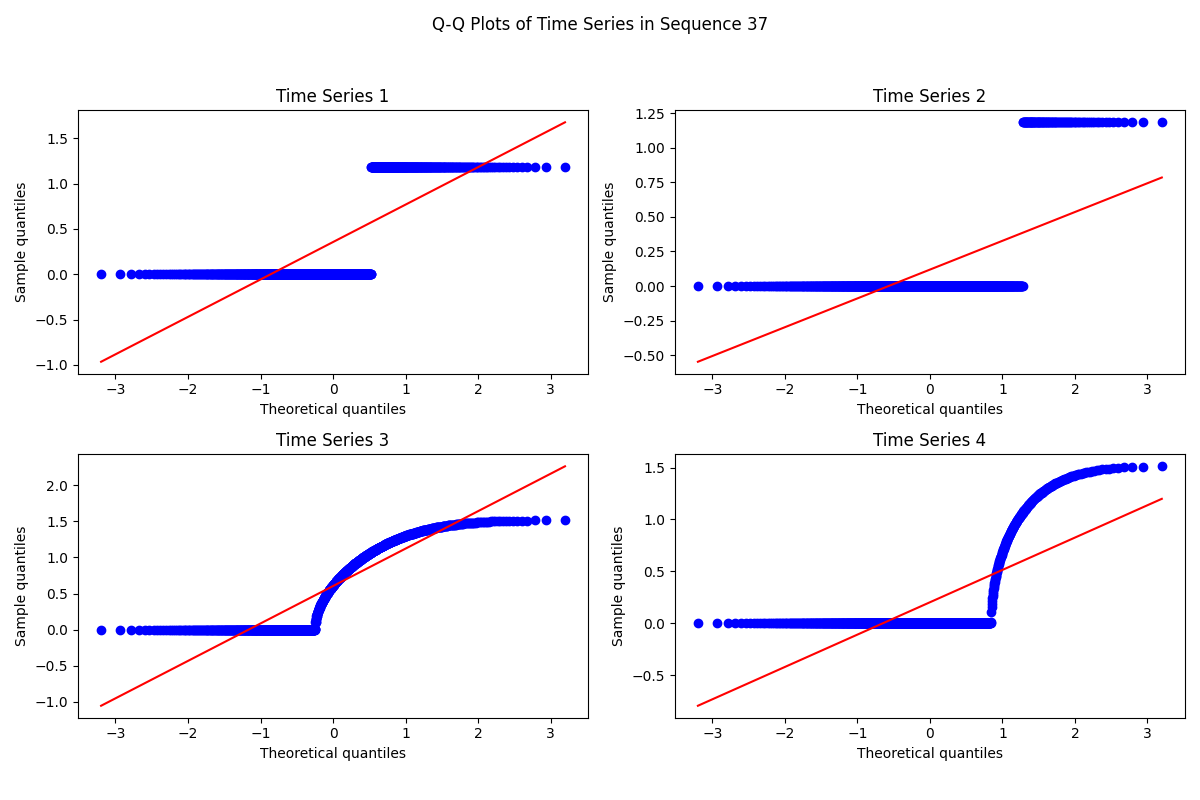 Q-Q Plots of Time Series in Sequence 37
Time Series 1
Sample quantiles
1.5
1.0
0.5
0.0
−0.5
−1.0
−3 −2 −1 0 1 2 3
Theoretical quantiles
Time Series 2
Sample quantiles
1.25
1.00
0.75
0.50
0.25
0.00
−0.25
−0.50
−3 −2 −1 0 1 2 3
Theoretical quantiles
Time Series 3
Sample quantiles
2.0
1.5
1.0
0.5
0.0
−0.5
−1.0
−3 −2 −1 0 1 2 3
Theoretical quantiles
Time Series 4
Sample quantiles
1.5
1.0
0.5
0.0
−0.5
−3 −2 −1 0 1 2 3
Theoretical quantiles